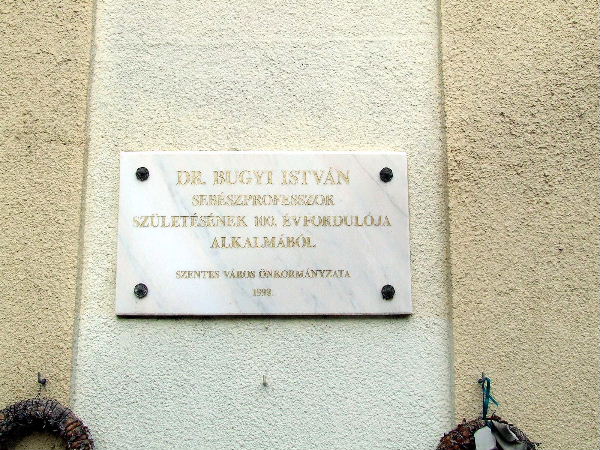 DR. BUGYI ISTVÁN
SEBÉSZPROFESSZOR
SZÜLETÉSÉNEK 100. ÉVFORDULÓJA
ALKALMÁBÓL
SZENTES VÁROS ÖNKORMÁNYZATA
1998.